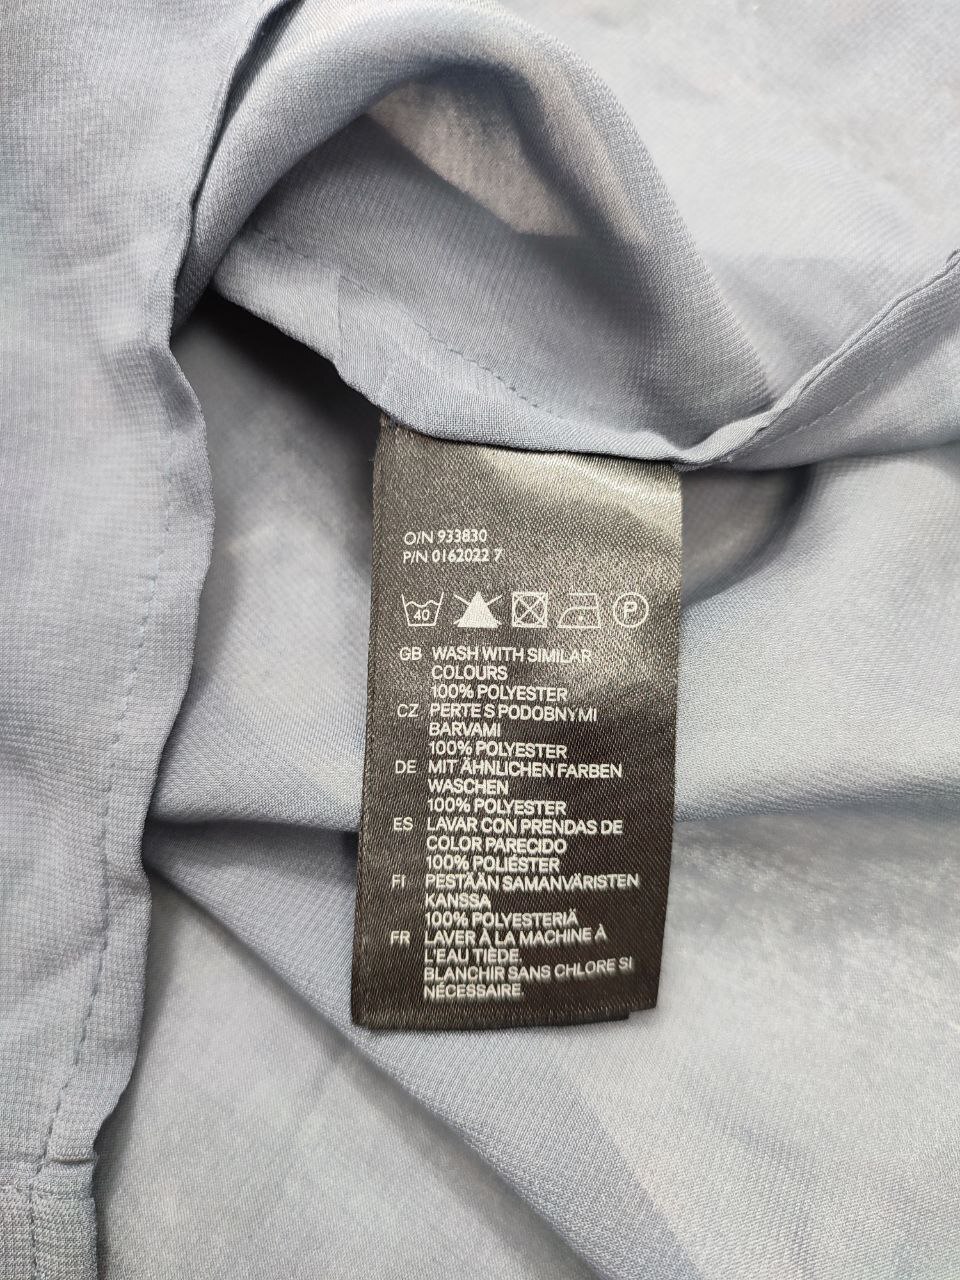 O/N 933830
P/N 0162022 7
40 P
GB WASH WITH SIMILAR
COLOURS
100% POLYESTER
CZ PERTE S PODOBNÝMI
BARVAMI
100% POLYESTER
DE MIT ÄHNLICHEN FARBEN
WASCHEN
100% POLYESTER
ES LAVAR CON PRENDAS DE
COLOR PARECIDO
100% POLIÉSTER
FI PESTÄÄN SAMANVÄRISTEN
KANSSA
100% POLYESTERIÄ
FR LAVER À LA MACHINE À
L'EAU TIÈDE.
BLANCHIR SANS CHLORE SI
NÉCESSAIRE.